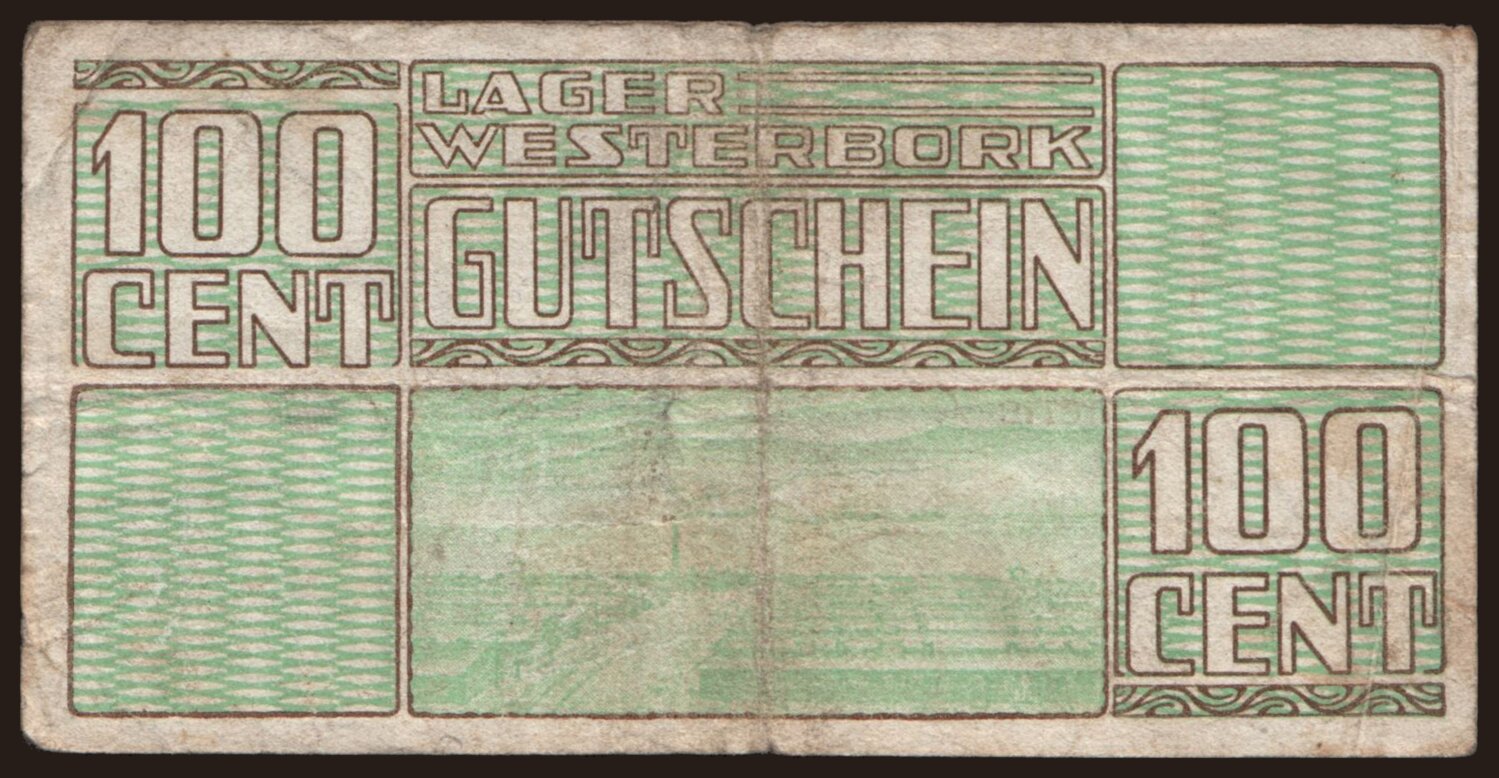 100
CENT
LAGER
WESTERBORK
GUTSCHEIN
100
CENT